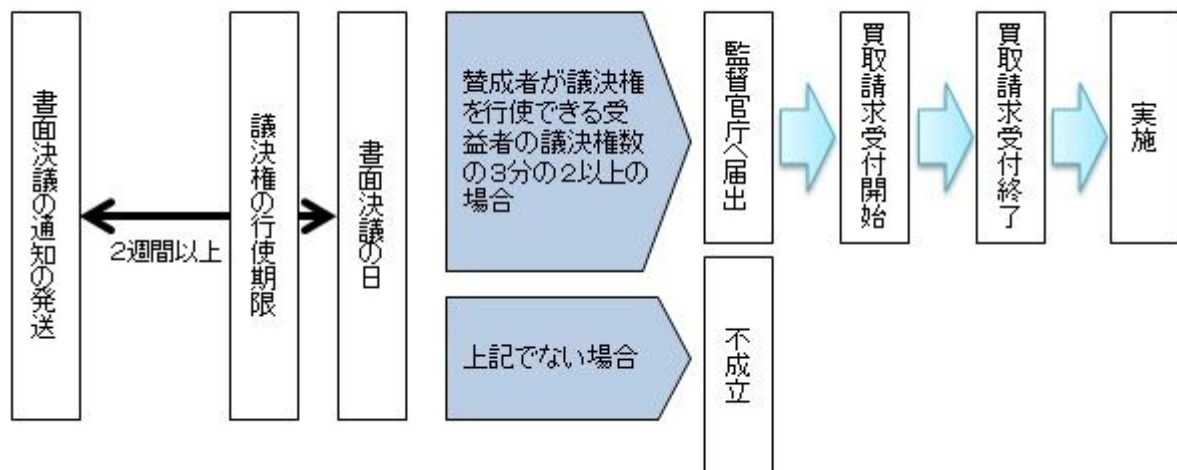 書面決議の通知の発送
2週間以上
議決権の行使期限
書面決議の日
賛成者が議決権
を行使できる受
益者の議決権数
の3分の2以上の
場合
監督官庁へ届出
買取請求受付開始
買取請求受付終了
実施
上記でない場合
不成立